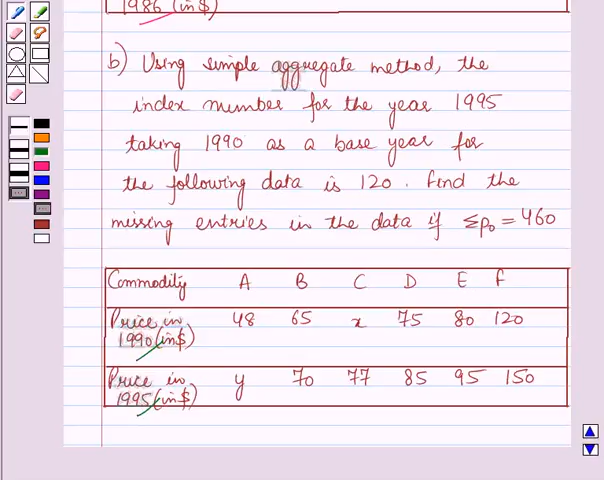 1986 (in $)
b) Using simple aggregate method, the
index number for the year 1995
taking 1990 as a base year for
the following data is 120. Find the
missing entries in the data if Σp₀ = 460
Commodity A B C D E F
Price in 48 65 x 75 80 120
1990 (in $)
Price in y 70 77 85 95 150
1995 (in $)